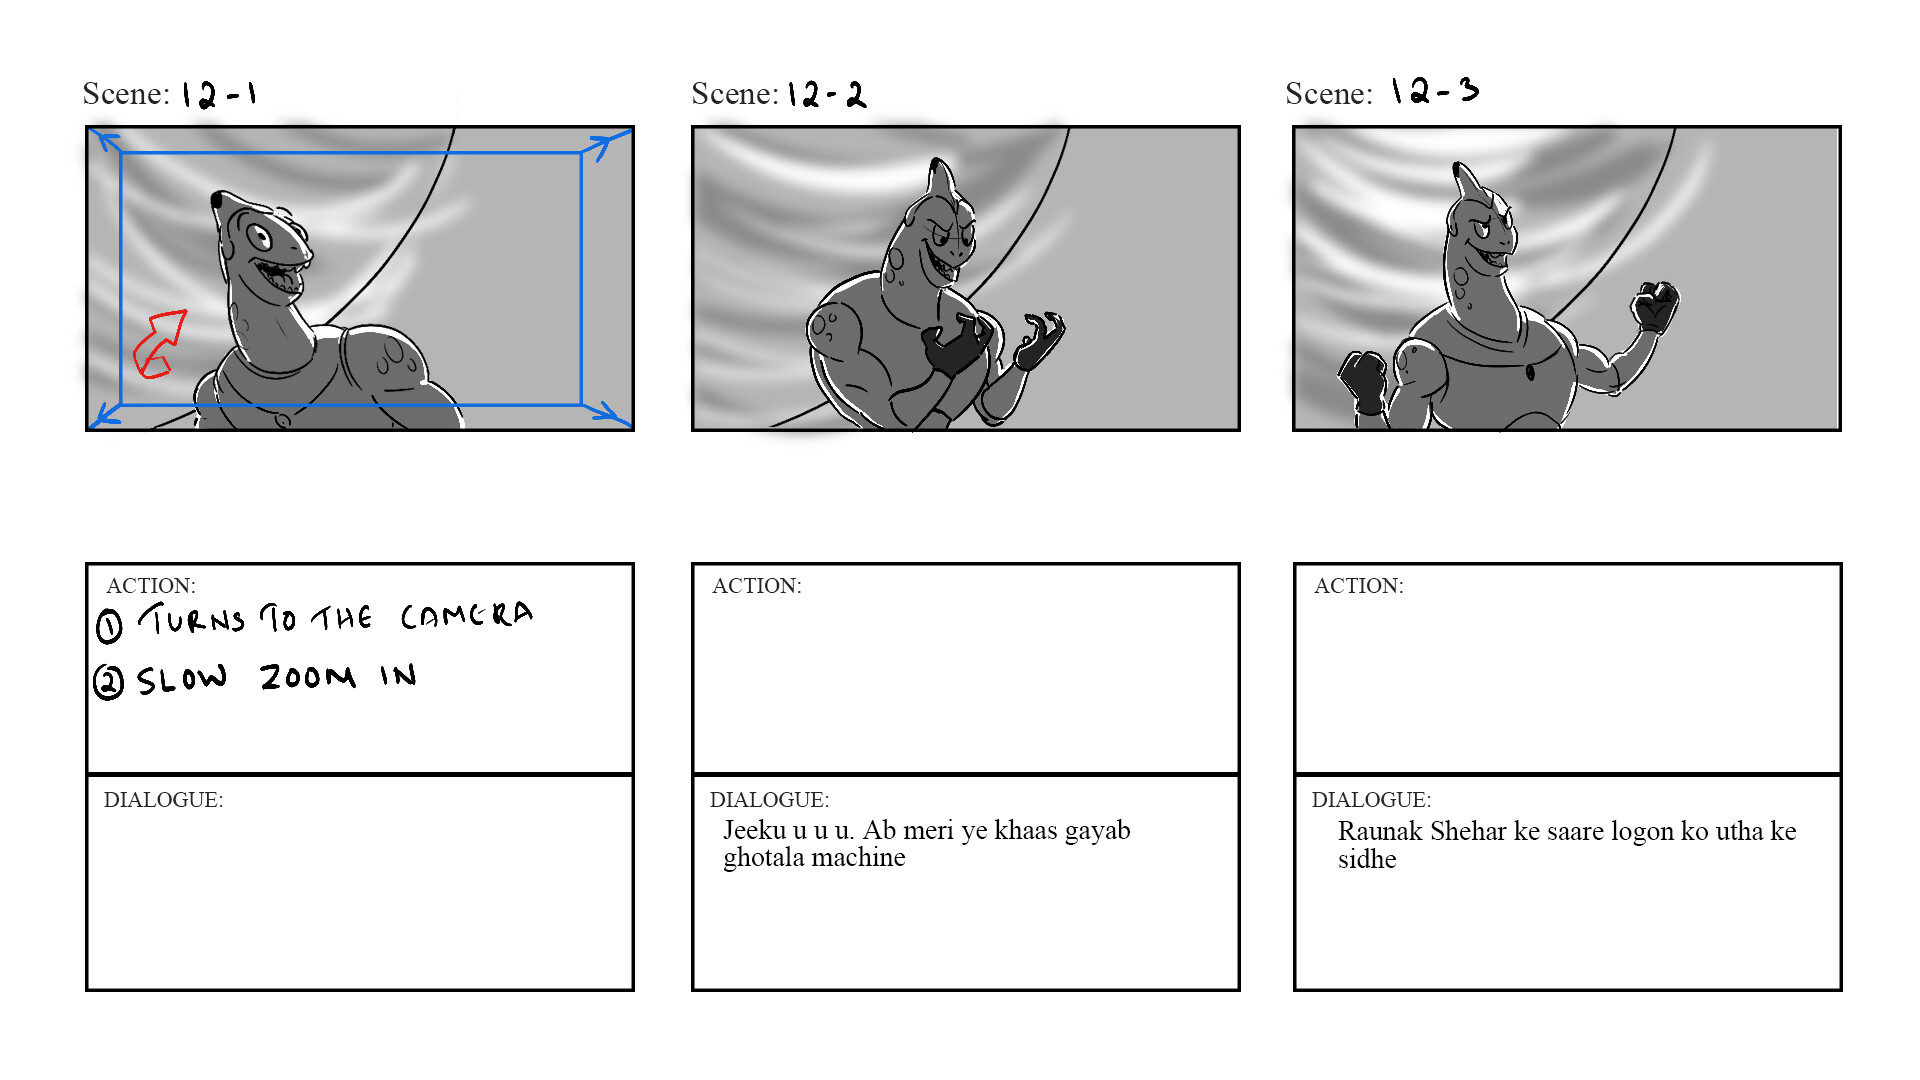 Scene: 12-1
Scene: 12-2
Scene: 12-3
ACTION:
① TURNS TO THE CAMERA
② SLOW ZOOM IN
ACTION:
ACTION:
DIALOGUE:
DIALOGUE:
Jeeku u u u. Ab meri ye khaas gayab
ghotala machine
DIALOGUE:
Raunak Shehar ke saare logon ko utha ke
sidhe